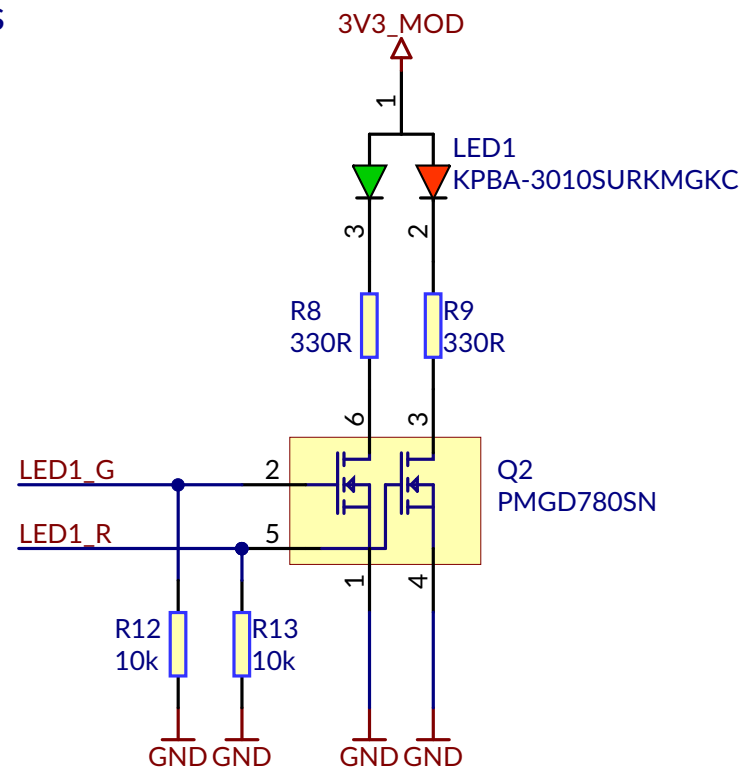 S
3V3_MOD
1
LED1
KPBA-3010SURKMGKC
3
2
R8
330R
R9
330R
6
3
LED1_G
2
Q2
PMGD780SN
LED1_R
5
1
4
R12
10k
R13
10k
GND
GND
GND
GND